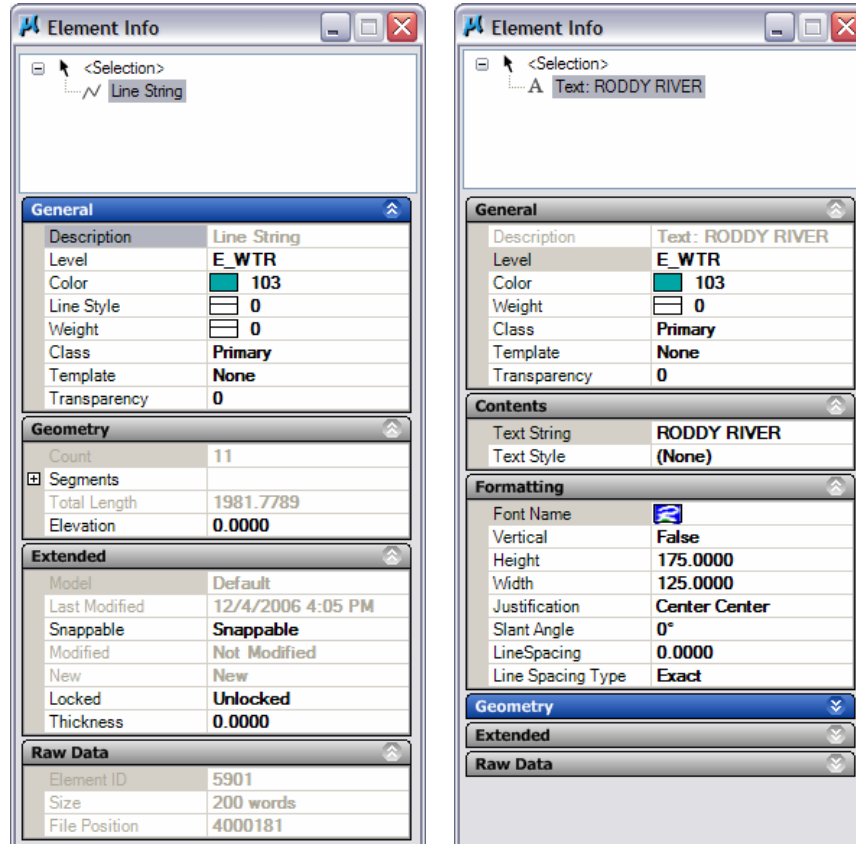 Element Info
<Selection>
Line String
General
Description Line String
Level E_WTR
Color 103
Line Style 0
Weight 0
Class Primary
Template None
Transparency 0
Geometry
Count 11
Segments
Total Length 1981.7789
Elevation 0.0000
Extended
Model Default
Last Modified 12/4/2006 4:05 PM
Snappable Snappable
Modified Not Modified
New New
Locked Unlocked
Thickness 0.0000
Raw Data
Element ID 5901
Size 200 words
File Position 4000181
Element Info
<Selection>
A Text: RODDY RIVER
General
Description Text: RODDY RIVER
Level E_WTR
Color 103
Weight 0
Class Primary
Template None
Transparency 0
Contents
Text String RODDY RIVER
Text Style (None)
Formatting
Font Name
Vertical False
Height 175.0000
Width 125.0000
Justification Center Center
Slant Angle 0°
LineSpacing 0.0000
Line Spacing Type Exact
Geometry
Extended
Raw Data